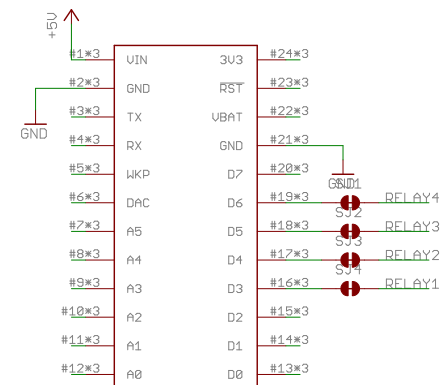 +5V
#1*3 VIN 3V3 #24*3
#2*3 GND RST #23*3
#3*3 TX VBAT #22*3
GND
#4*3 RX GND #21*3
#5*3 WKP D7 #20*3
GND SJ1
#6*3 DAC D6 #19*3 RELAY4
SJ2
#7*3 A5 D5 #18*3 RELAY3
SJ3
#8*3 A4 D4 #17*3 RELAY2
SJ4
#9*3 A3 D3 #16*3 RELAY1
#10*3 A2 D2 #15*3
#11*3 A1 D1 #14*3
#12*3 A0 D0 #13*3